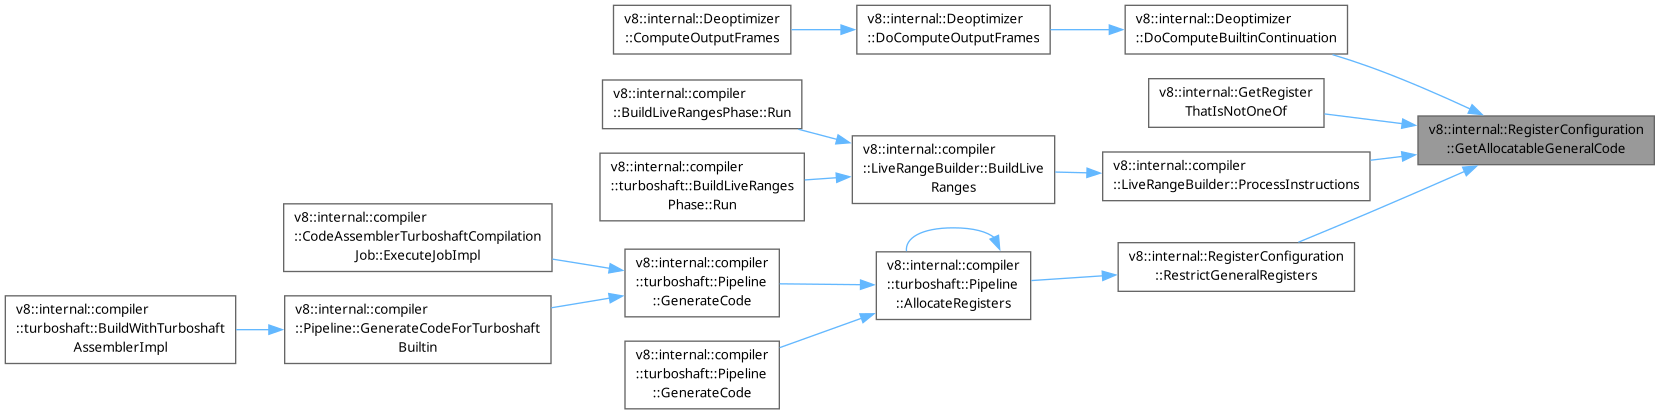 v8::internal::Deoptimizer
::ComputeOutputFrames
v8::internal::Deoptimizer
::DoComputeOutputFrames
v8::internal::Deoptimizer
::DoComputeBuiltinContinuation
v8::internal::compiler
::BuildLiveRangesPhase::Run
v8::internal::GetRegister
ThatIsNotOneOf
v8::internal::RegisterConfiguration
::GetAllocatableGeneralCode
v8::internal::compiler
::turboshaft::BuildLiveRanges
Phase::Run
v8::internal::compiler
::LiveRangeBuilder::BuildLive
Ranges
v8::internal::compiler
::LiveRangeBuilder::ProcessInstructions
v8::internal::compiler
::CodeAssemblerTurboshaftCompilation
Job::ExecuteJobImpl
v8::internal::compiler
::turboshaft::Pipeline
::GenerateCode
v8::internal::compiler
::turboshaft::Pipeline
::AllocateRegisters
v8::internal::RegisterConfiguration
::RestrictGeneralRegisters
v8::internal::compiler
::turboshaft::BuildWithTurboshaft
AssemblerImpl
v8::internal::compiler
::Pipeline::GenerateCodeForTurboshaft
Builtin
v8::internal::compiler
::turboshaft::Pipeline
::GenerateCode